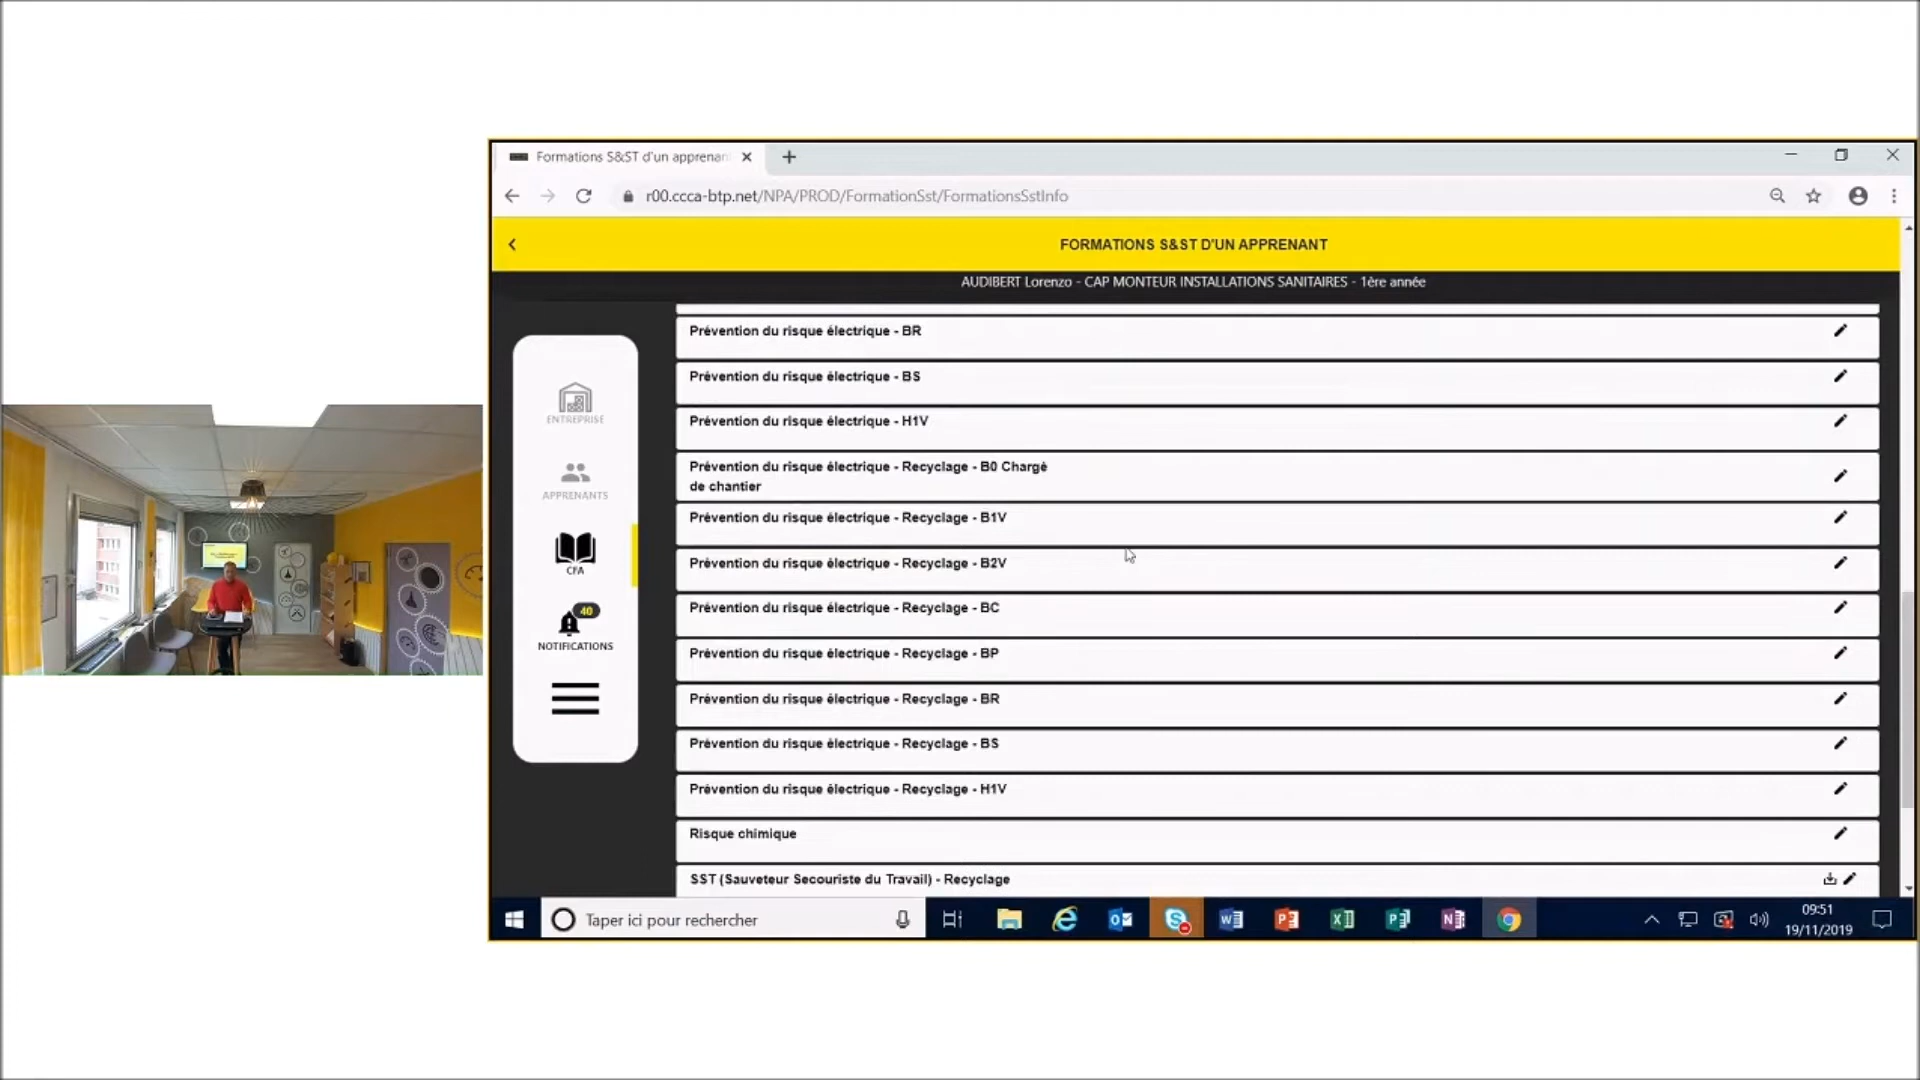 Formations S&ST d'un apprenan
r00.ccca-btp.net/NPA/PROD/FormationSst/FormationsSstInfo
FORMATIONS S&ST D'UN APPRENANT
AUDIBERT Lorenzo - CAP MONTEUR INSTALLATIONS SANITAIRES - 1ère année
ENTREPRISE
APPRENANTS
CFA
40
NOTIFICATIONS
Prévention du risque électrique - BR
Prévention du risque électrique - BS
Prévention du risque électrique - H1V
Prévention du risque électrique - Recyclage - B0 Chargé
de chantier
Prévention du risque électrique - Recyclage - B1V
Prévention du risque électrique - Recyclage - B2V
Prévention du risque électrique - Recyclage - BC
Prévention du risque électrique - Recyclage - BP
Prévention du risque électrique - Recyclage - BR
Prévention du risque électrique - Recyclage - BS
Prévention du risque électrique - Recyclage - H1V
Risque chimique
SST (Sauveteur Secouriste du Travail) - Recyclage
Taper ici pour rechercher
09:51
19/11/2019